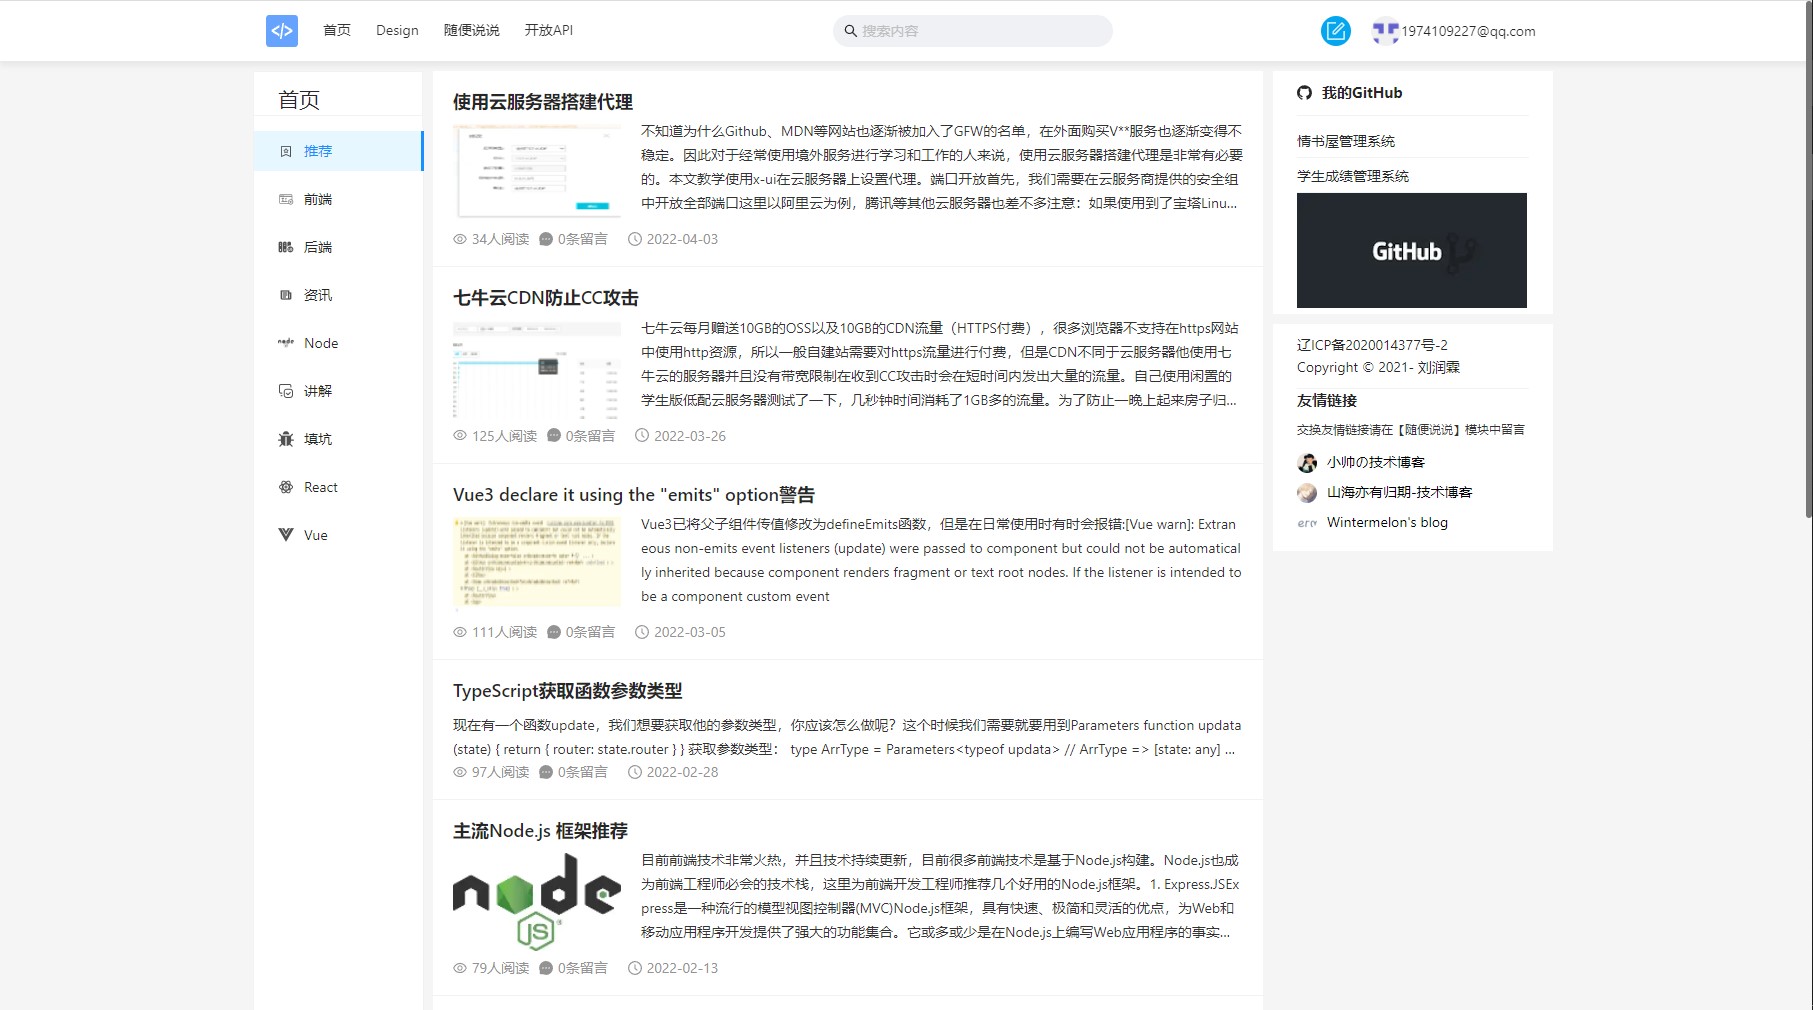 </> 首页 Design 随便说说 开放API 搜索内容 1974109227@qq.com
首页
推荐
前端
后端
资讯
Node
讲解
填坑
React
Vue
使用云服务器搭建代理
不知道为什么Github、MDN等网站也逐渐被加入了GFW的名单，在外面购买V**服务也逐渐变得不
稳定。因此对于经常使用境外服务进行学习和工作的人来说，使用云服务器搭建代理是非常有必要
的。本文教学使用x-ui在云服务器上设置代理。端口开放首先，我们需要在云服务商提供的安全组
中开放全部端口这里以阿里云为例，腾讯等其他云服务器也差不多注意：如果使用到了宝塔Linu...
34人阅读 0条留言 2022-04-03
七牛云CDN防止CC攻击
七牛云每月赠送10GB的OSS以及10GB的CDN流量（HTTPS付费），很多浏览器不支持在https网站
中使用http资源，所以一般自建站需要对https流量进行付费，但是CDN不同于云服务器他使用七
牛云的服务器并且没有带宽限制在收到CC攻击时会在短时间内发出大量的流量。自己使用闲置的
学生版低配云服务器测试了一下，几秒钟时间消耗了1GB多的流量。为了防止一晚上起来房子归...
125人阅读 0条留言 2022-03-26
Vue3 declare it using the "emits" option警告
Vue3已将父子组件传值修改为defineEmits函数，但是在日常使用时有时会报错:[Vue warn]: Extran
eous non-emits event listeners (update) were passed to component but could not be automatical
ly inherited because component renders fragment or text root nodes. If the listener is intended to
be a component custom event
111人阅读 0条留言 2022-03-05
TypeScript获取函数参数类型
现在有一个函数update，我们想要获取他的参数类型，你应该怎么做呢？这个时候我们需要就要用到Parameters function updata
(state) { return { router: state.router } } 获取参数类型： type ArrType = Parameters<typeof updata> // ArrType => [state: any] ...
97人阅读 0条留言 2022-02-28
主流Node.js 框架推荐
node
JS
目前前端技术非常火热，并且技术持续更新，目前很多前端技术是基于Node.js构建。Node.js也成
为前端工程师必会的技术栈，这里为前端开发工程师推荐几个好用的Node.js框架。1. Express.JSEx
press是一种流行的模型视图控制器(MVC)Node.js框架，具有快速、极简和灵活的优点，为Web和
移动应用程序开发提供了强大的功能集合。它或多或少是在Node.js上编写Web应用程序的事实...
79人阅读 0条留言 2022-02-13
我的GitHub
情书屋管理系统
学生成绩管理系统
GitHub
辽ICP备2020014377号-2
Copyright © 2021- 刘润霖
友情链接
交换友情链接请在【随便说说】模块中留言
小帅の技术博客
山海亦有归期-技术博客
Wintermelon's blog